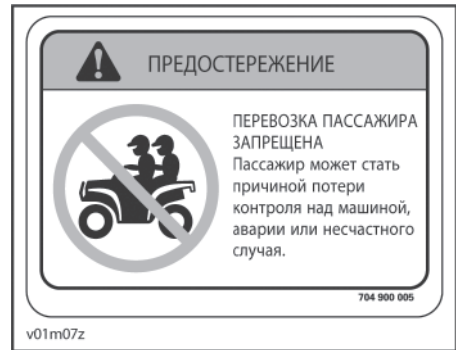 ПРЕДОСТЕРЕЖЕНИЕ
ПЕРЕВОЗКА ПАССАЖИРА
ЗАПРЕЩЕНА
Пассажир может стать
причиной потери
контроля над машиной,
аварии или несчастного
случая.
704 900 005
v01m07z